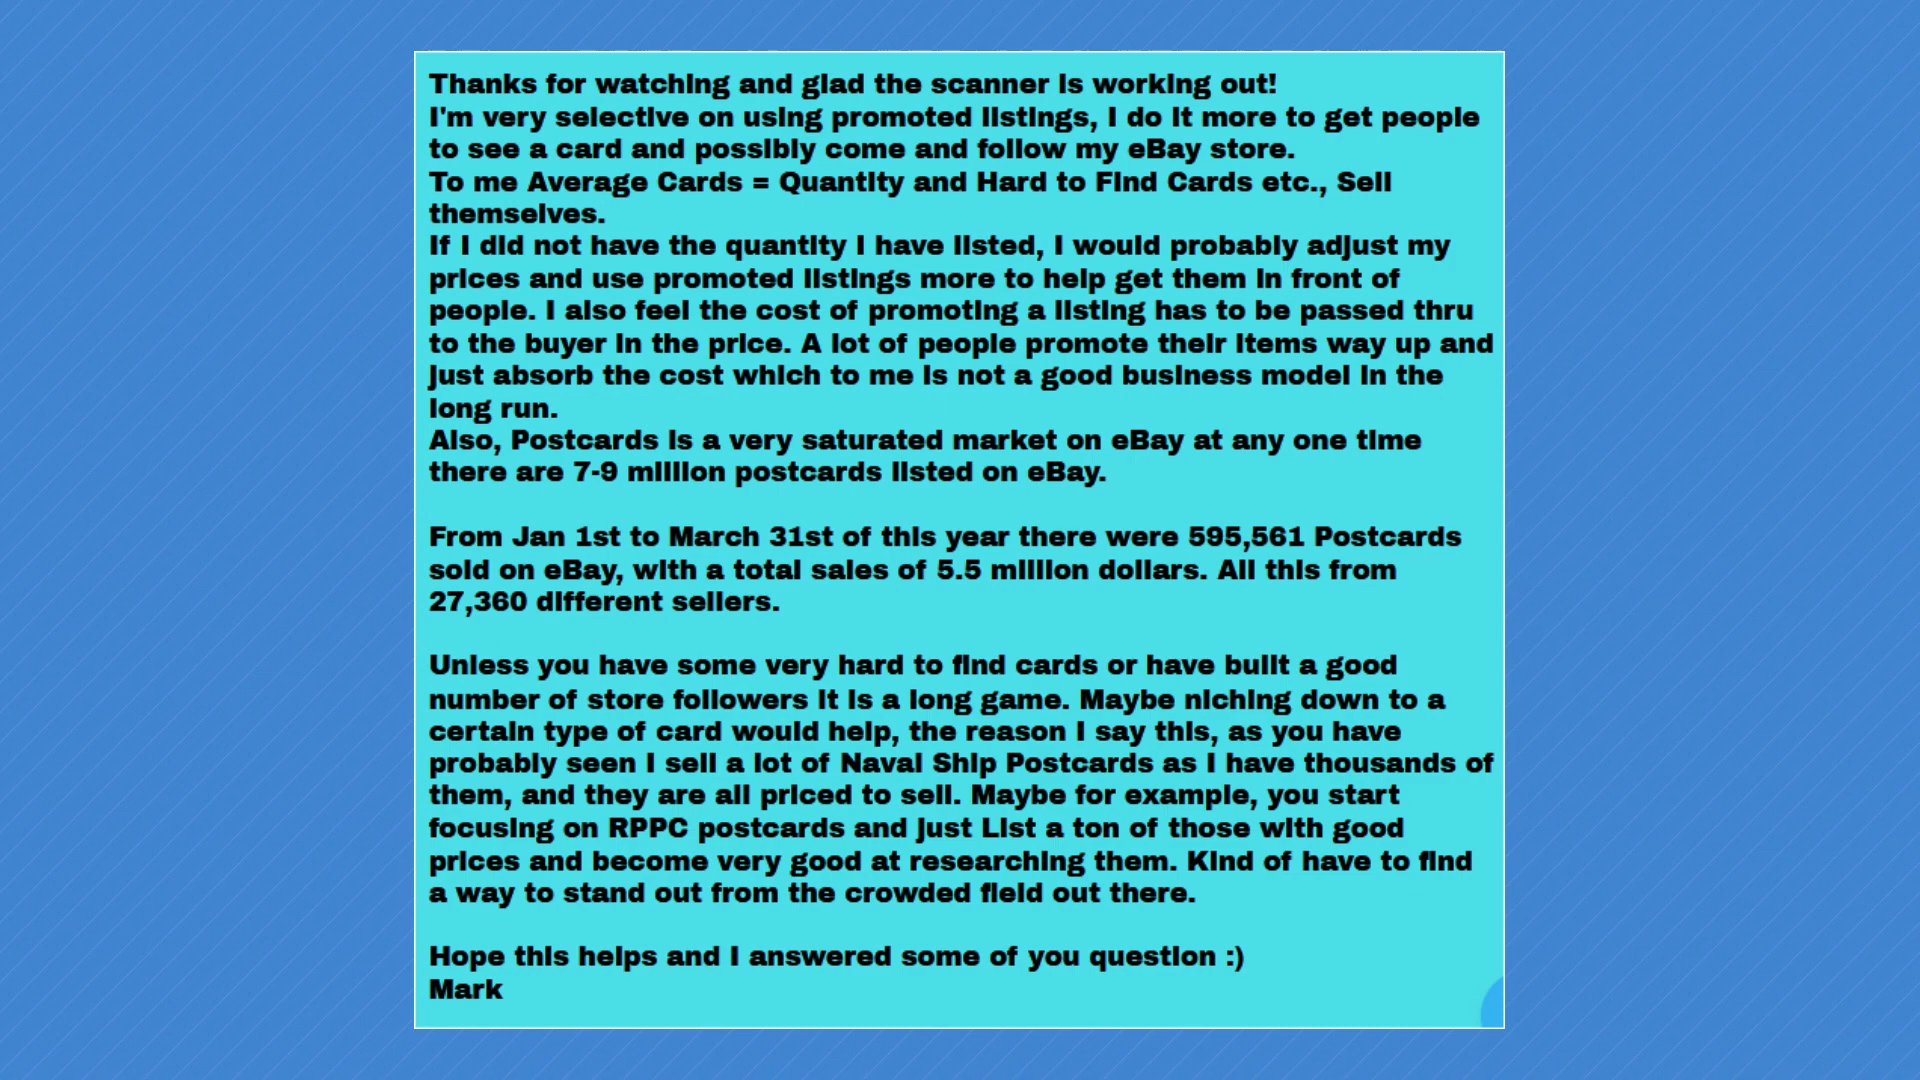 Thanks for watching and glad the scanner is working out!
I'm very selective on using promoted listings, I do it more to get people
to see a card and possibly come and follow my eBay store.
To me Average Cards = Quantity and Hard to Find Cards etc., Sell
themselves.
If I did not have the quantity I have listed, I would probably adjust my
prices and use promoted listings more to help get them in front of
people. I also feel the cost of promoting a listing has to be passed thru
to the buyer in the price. A lot of people promote their items way up and
just absorb the cost which to me is not a good business model in the
long run.
Also, Postcards is a very saturated market on eBay at any one time
there are 7-9 million postcards listed on eBay.
From Jan 1st to March 31st of this year there were 595,561 Postcards
sold on eBay, with a total sales of 5.5 million dollars. All this from
27,360 different sellers.
Unless you have some very hard to find cards or have built a good
number of store followers it is a long game. Maybe niching down to a
certain type of card would help, the reason I say this, as you have
probably seen I sell a lot of Naval Ship Postcards as I have thousands of
them, and they are all priced to sell. Maybe for example, you start
focusing on RPPC postcards and just List a ton of those with good
prices and become very good at researching them. Kind of have to find
a way to stand out from the crowded field out there.
Hope this helps and I answered some of you question :)
Mark